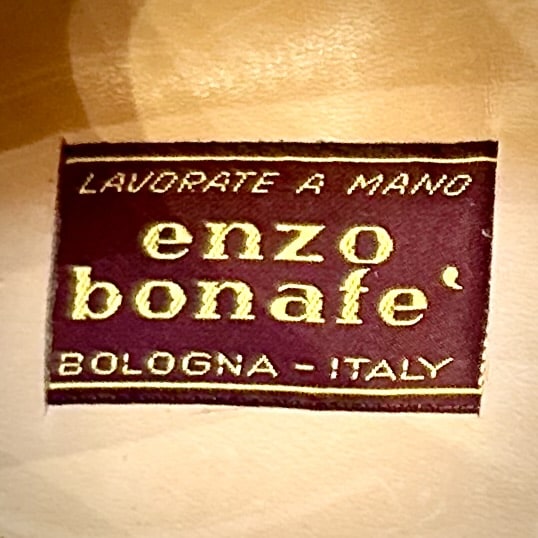 LAVORATE A MANO
enzo
bonafe'
BOLOGNA - ITALY